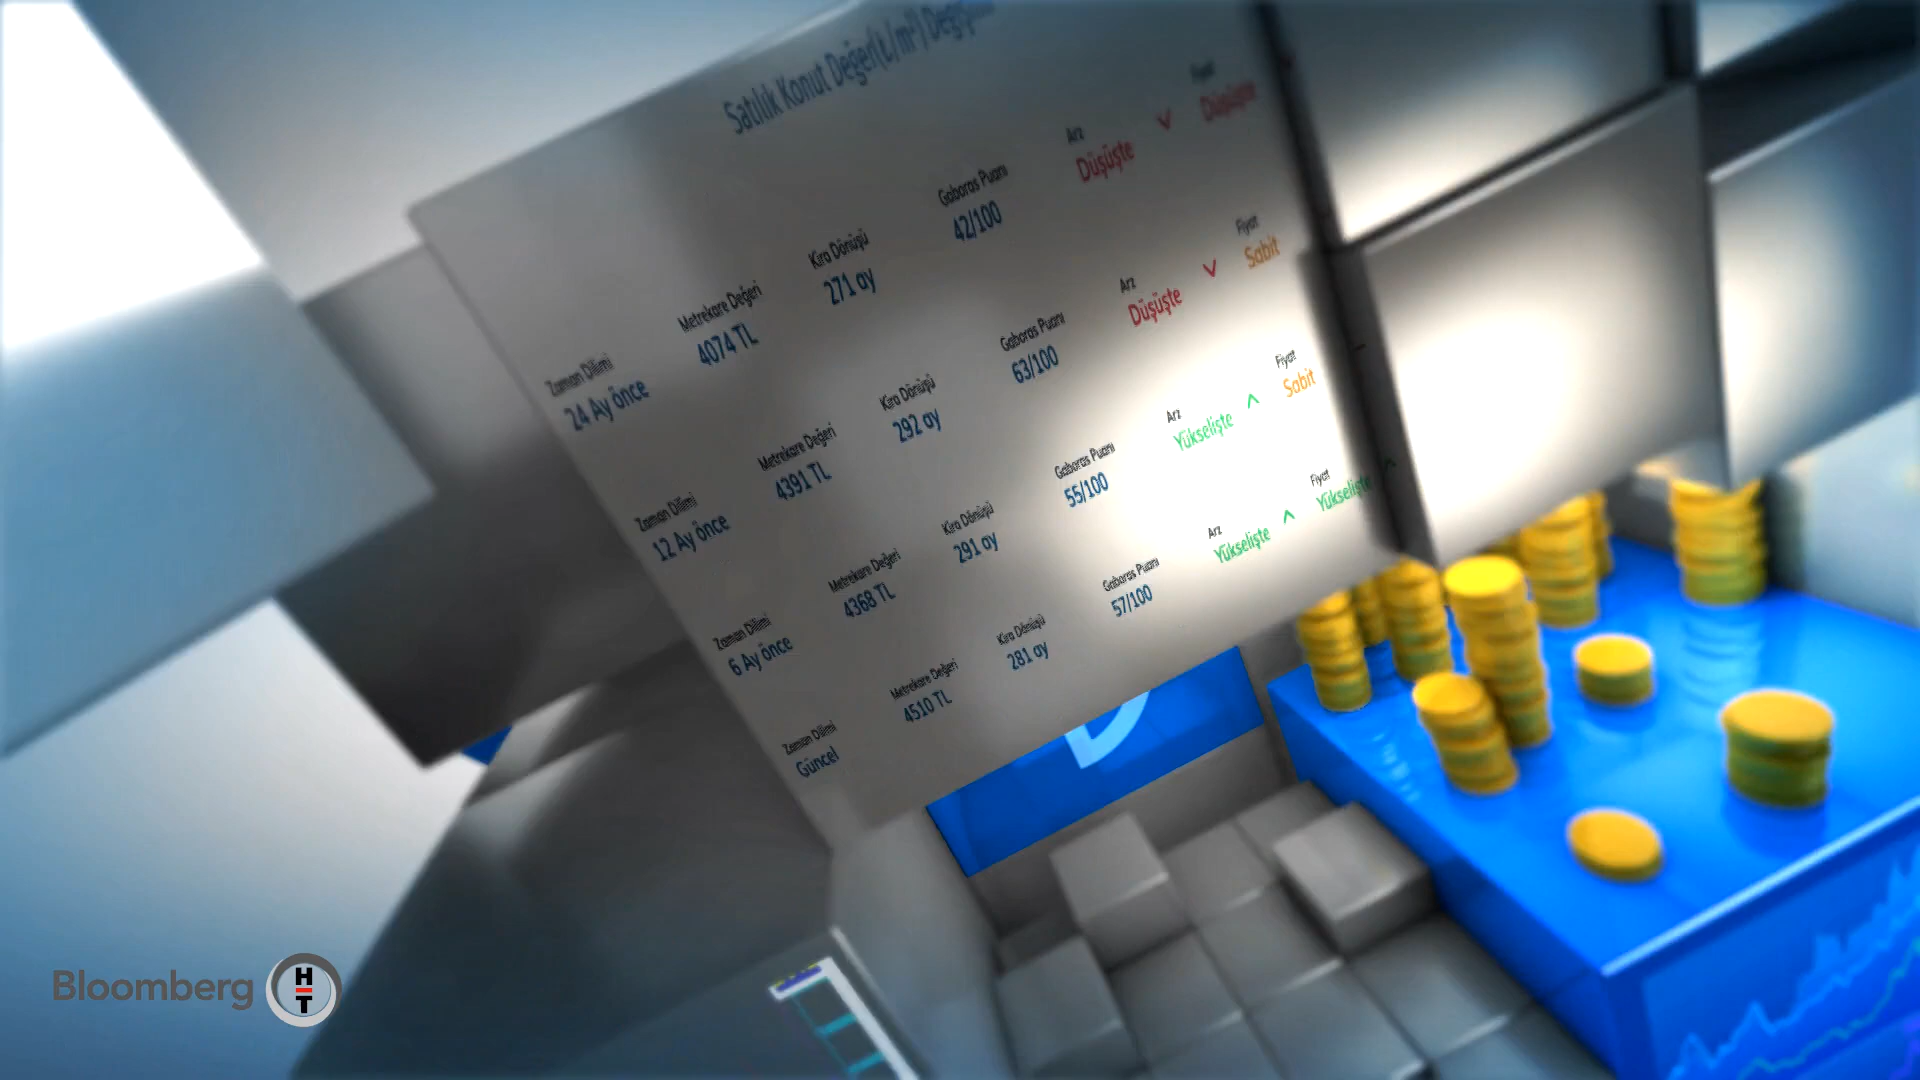 Satılık Konut Değeri(₺/m²)
Zaman Dilimi Metrekare Değeri Kira Dönüşü Gaboras Puanı Arz Fiyat
24 Ay önce 4074 TL 271 ay 42/100 Düşüşte Düşüşte
Zaman Dilimi Metrekare Değeri Kira Dönüşü Gaboras Puanı Arz Fiyat
12 Ay önce 4391 TL 292 ay 63/100 Düşüşte Sabit
Zaman Dilimi Metrekare Değeri Kira Dönüşü Gaboras Puanı Arz Fiyat
6 Ay önce 4368 TL 291 ay 55/100 Yükselişte Sabit
Zaman Dilimi Metrekare Değeri Kira Dönüşü Gaboras Puanı Arz Fiyat
Güncel 4510 TL 281 ay 57/100 Yükselişte Yükselişte
Bloomberg HT